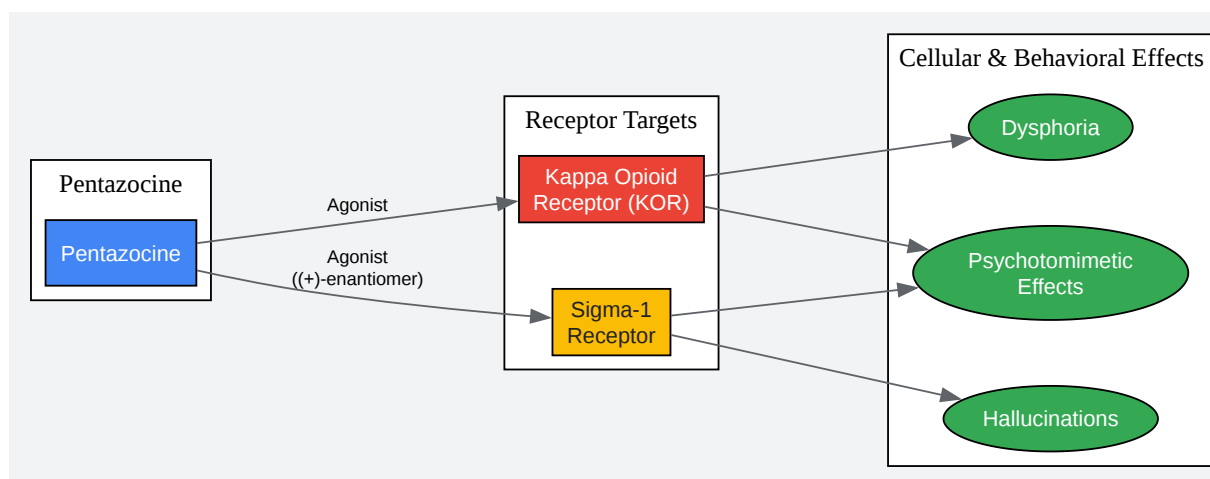 Pentazocine
Pentazocine
Agonist
Agonist
((+)-enantiomer)
Receptor Targets
Kappa Opioid
Receptor (KOR)
Sigma-1
Receptor
Cellular & Behavioral Effects
Dysphoria
Psychotomimetic
Effects
Hallucinations